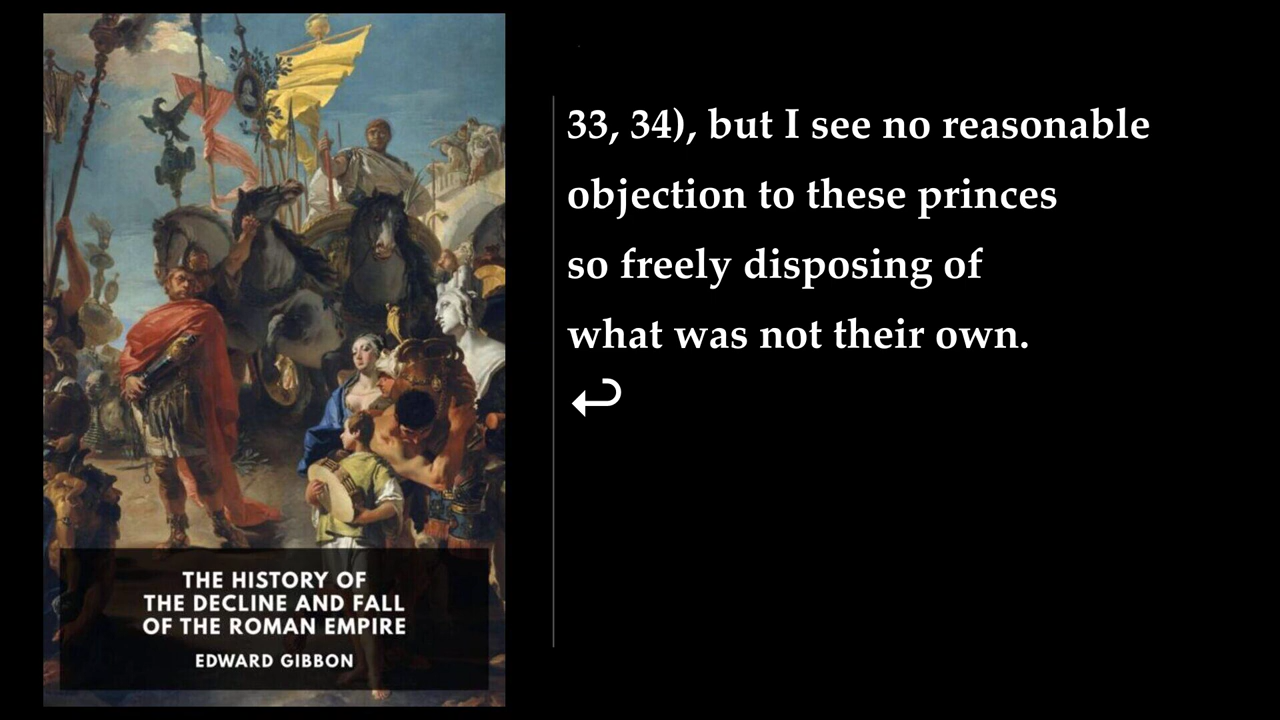 33, 34), but I see no reasonable
objection to these princes
so freely disposing of
what was not their own.
↩
THE HISTORY OF
THE DECLINE AND FALL
OF THE ROMAN EMPIRE
EDWARD GIBBON